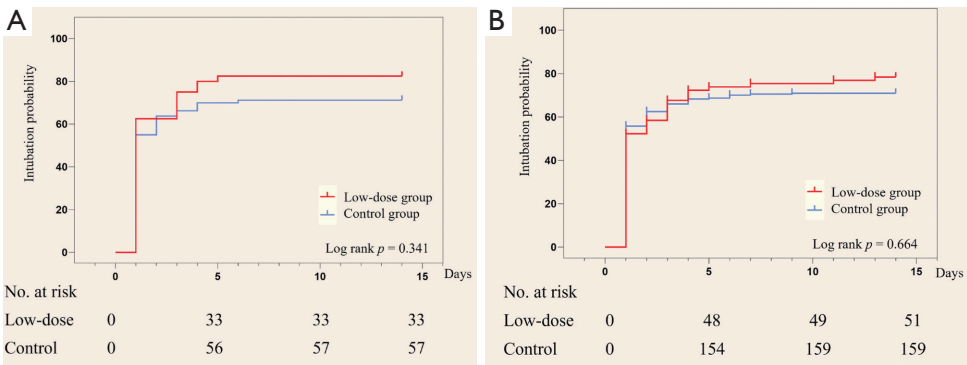 A
100
80
60
40
20
0
Intubation probability
Low-dose group
Control group
Log rank p = 0.341
0 5 10 15 Days
No. at risk
Low-dose 0 33 33 33
Control 0 56 57 57
B
100
80
60
40
20
0
Intubation probability
Low-dose group
Control group
Log rank p = 0.664
0 5 10 15 Days
No. at risk
Low-dose 0 48 49 51
Control 0 154 159 159